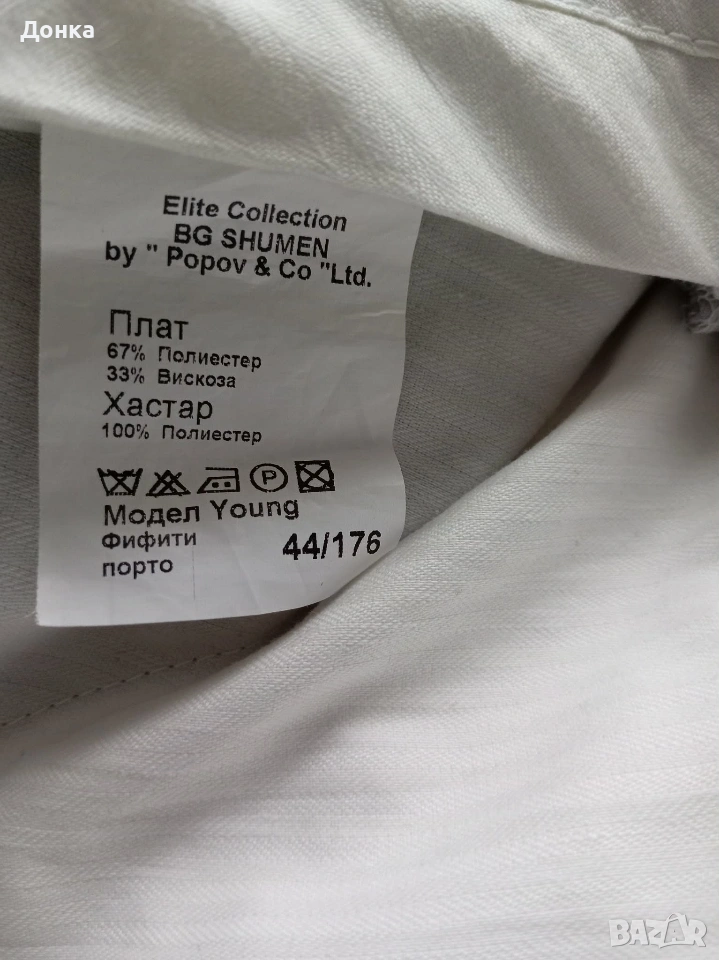 Донка
Elite Collection
BG SHUMEN
by " Popov & Co "Ltd.
Плат
67% Полиестер
33% Вискоза
Хастар
100% Полиестер
P
Модел Young
Фифити 44/176
порто
BAZAR